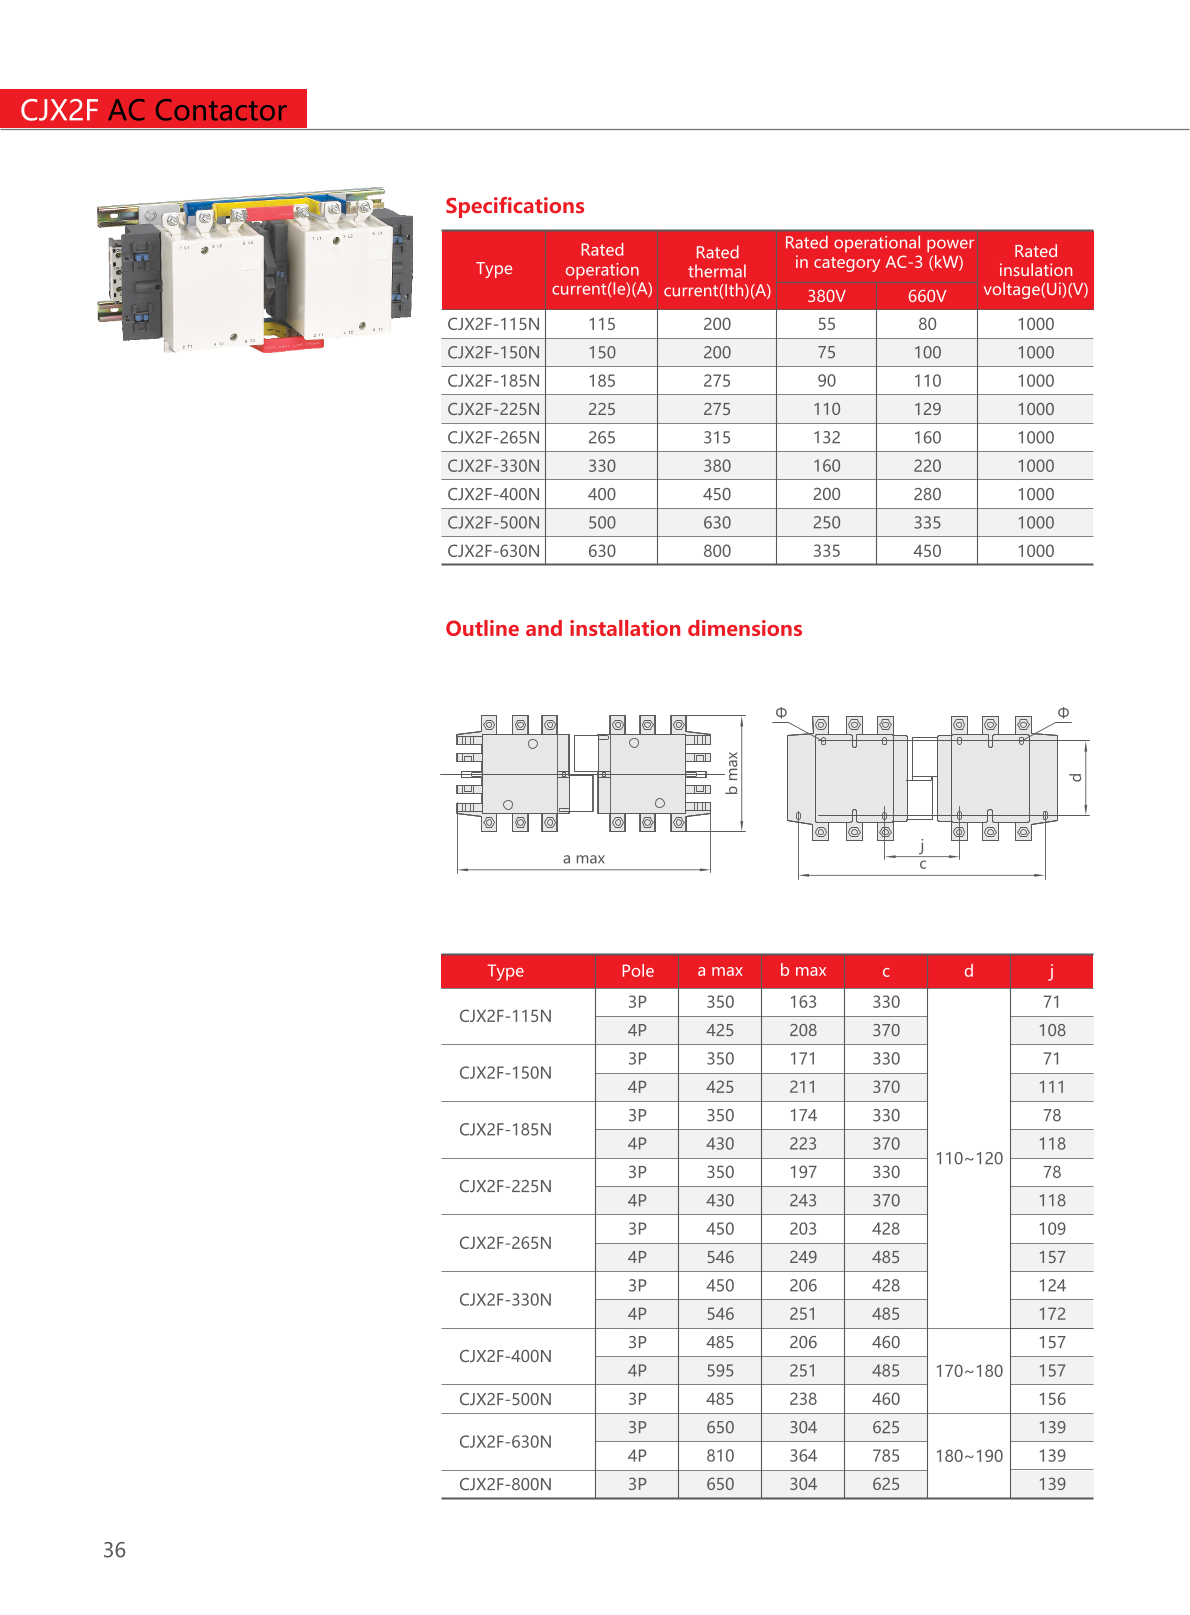 CJX2F AC Contactor
Specifications
Type
Rated operation current(Ie)(A)
Rated thermal current(Ith)(A)
Rated operational power in category AC-3 (kW)
380V 660V
Rated insulation voltage(Ui)(V)
CJX2F-115N 115 200 55 80 1000
CJX2F-150N 150 200 75 100 1000
CJX2F-185N 185 275 90 110 1000
CJX2F-225N 225 275 110 129 1000
CJX2F-265N 265 315 132 160 1000
CJX2F-330N 330 380 160 220 1000
CJX2F-400N 400 450 200 280 1000
CJX2F-500N 500 630 250 335 1000
CJX2F-630N 630 800 335 450 1000
Outline and installation dimensions
b max
a max
Φ Φ
d
j
c
Type Pole a max b max c d j
CJX2F-115N 3P 350 163 330 110~120 71
4P 425 208 370 108
CJX2F-150N 3P 350 171 330 71
4P 425 211 370 111
CJX2F-185N 3P 350 174 330 78
4P 430 223 370 118
CJX2F-225N 3P 350 197 330 78
4P 430 243 370 118
CJX2F-265N 3P 450 203 428 109
4P 546 249 485 157
CJX2F-330N 3P 450 206 428 124
4P 546 251 485 172
CJX2F-400N 3P 485 206 460 170~180 157
4P 595 251 485 157
CJX2F-500N 3P 485 238 460 156
CJX2F-630N 3P 650 304 625 180~190 139
4P 810 364 785 139
CJX2F-800N 3P 650 304 625 139
36